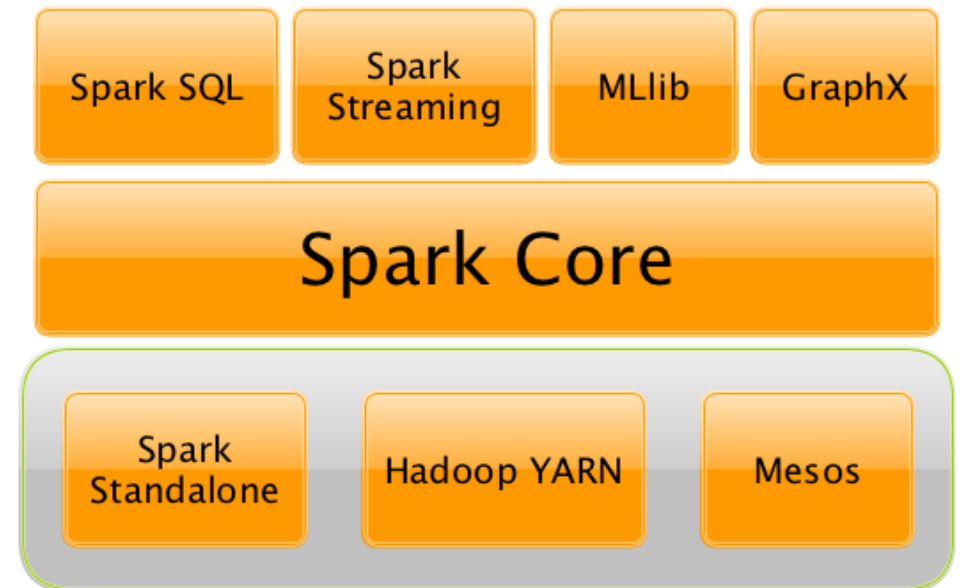 Spark SQL
Spark
Streaming
MLlib
GraphX
Spark Core
Spark
Standalone
Hadoop YARN
Mesos